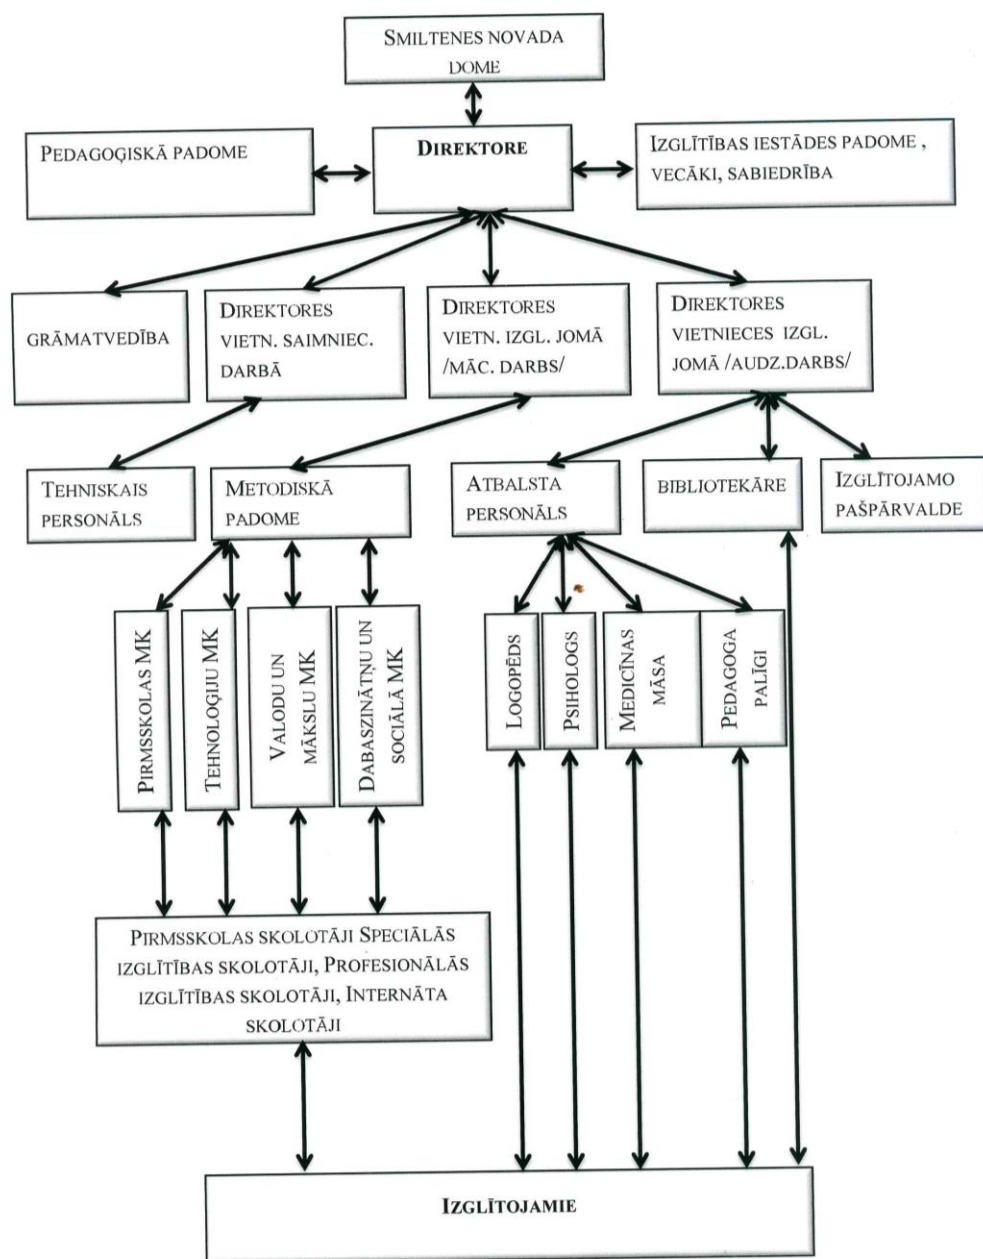 SMILTENES NOVADA
DOME
PEDAGOĢISKĀ PADOME
DIREKTORE
IZGLĪTĪBAS IESTĀDES PADOME ,
VECĀKI, SABIEDRĪBA
GRĀMATVEDĪBA
DIREKTORES
VIETN. SAIMNIEC.
DARBĀ
DIREKTORES
VIETN. IZGL. JOMĀ
/MĀC. DARBS/
DIREKTORES
VIETNIECES IZGL.
JOMĀ /AUDZ.DARBS/
TEHNISKAIS
PERSONĀLS
METODISKĀ
PADOME
ATBALSTA
PERSONĀLS
BIBLIOTEKĀRE
IZGLĪTOJAMO
PAŠPĀRVALDE
PIRMSSKOLAS MK
TEHNOLOĢIJU MK
VALODU UN
MĀKSLU MK
DABASZINĀTŅU UN
SOCIĀLĀ MK
LOGOPĒDS
PSIHOLOGS
MEDICĪNAS
MĀSA
PEDAGOGA
PALĪGI
PIRMSSKOLAS SKOLOTĀJI SPECIĀLĀS
IZGLĪTĪBAS SKOLOTĀJI, PROFESIONĀLĀS
IZGLĪTĪBAS SKOLOTĀJI, INTERNĀTA
SKOLOTĀJI
IZGLĪTOJAMIE